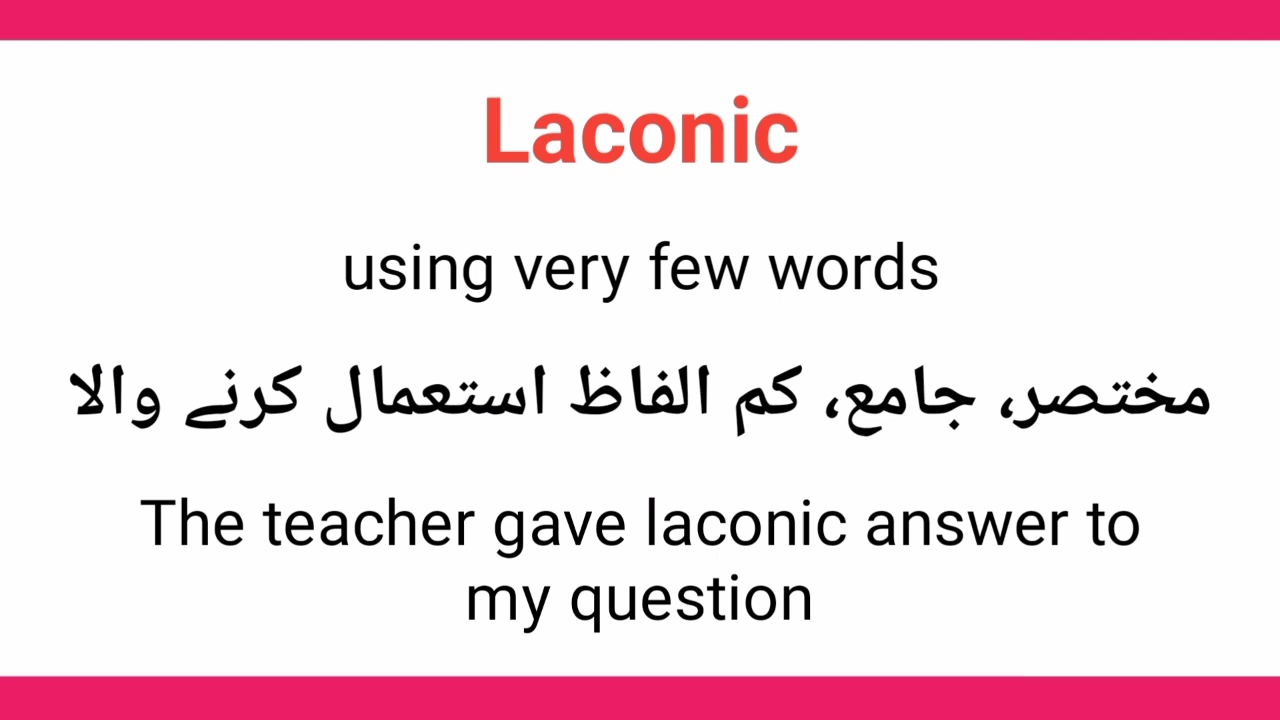 Laconic
using very few words
مختصر، جامع، کم الفاظ استعمال کرنے والا
The teacher gave laconic answer to
my question